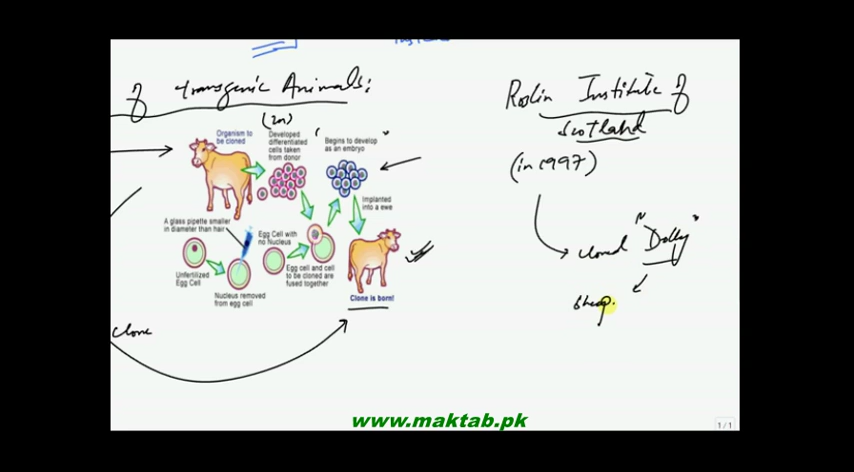 of transgenic Animals:
(2n)
Organism to
be cloned
Developed
differentiated
cells taken
from donor
Begins to develop
as an embryo
Implanted
into a ewe
A glass pipette smaller
in diameter than hair
Egg Cell with
no Nucleus
Unfertilized
Egg Cell
Nucleus removed
from egg cell
Egg cell and cell
to be cloned are
fused together
Clone is born!
clone
Roslin Institute of
Scotland
(in 1997)
cloned "Dolly"
sheep.
www.maktab.pk
1 / 1